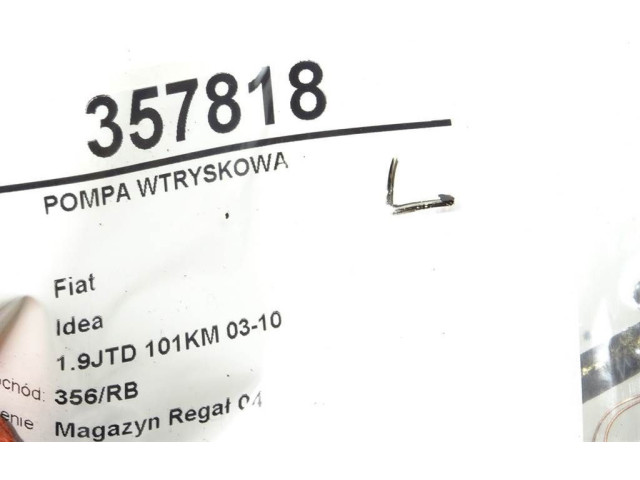 357818
POMPA WTRYSKOWA
L
Fiat
Idea
1.9JTD 101KM 03-10
chód: 356/RB
enie Magazyn Regał 04